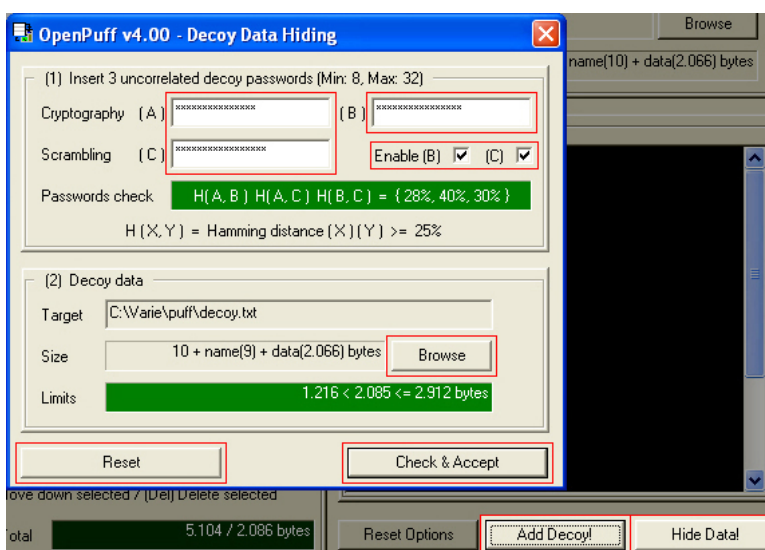 Browse
OpenPuff v4.00 - Decoy Data Hiding
name(10) + data(2.066) bytes
(1) Insert 3 uncorrelated decoy passwords (Min: 8, Max: 32)
Cryptography (A) *************** (B) ****************
Scrambling (C) ***************** Enable (B) (C)
Passwords check H(A, B) H(A, C) H(B, C) = { 28%, 40%, 30% }
H (X, Y) = Hamming distance (X)(Y) >= 25%
(2) Decoy data
Target C:\Varie\puff\decoy.txt
Size 10 + name(9) + data(2.066) bytes Browse
Limits 1.216 < 2.085 <= 2.912 bytes
Reset Check & Accept
ove down selected / (Del) Delete selected
otal 5.104 / 2.086 bytes Reset Options Add Decoy! Hide Data!